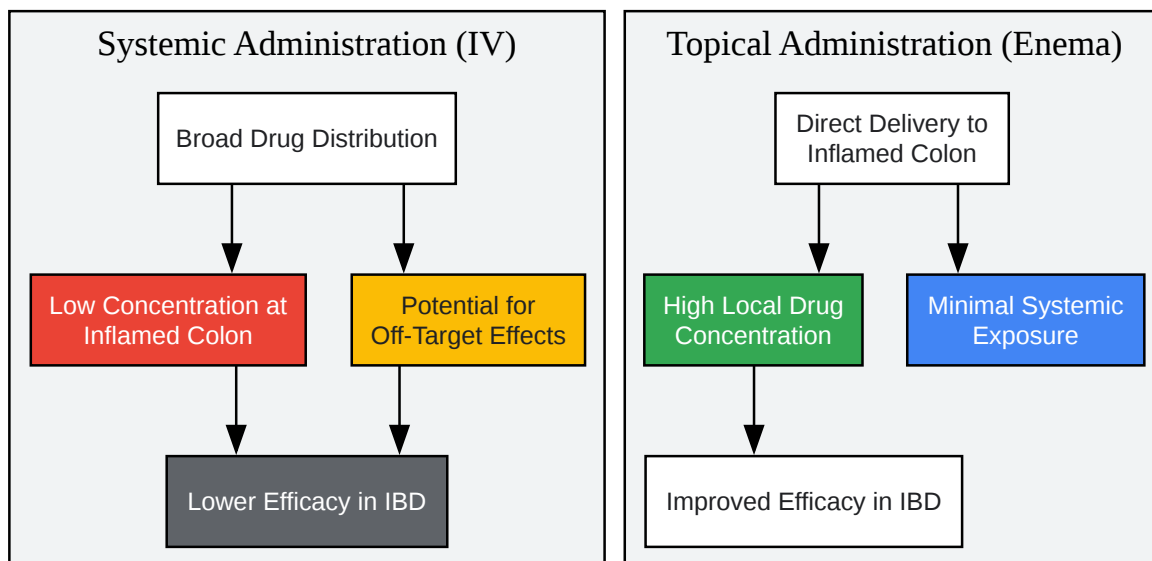 Systemic Administration (IV)
Broad Drug Distribution
Low Concentration at
Inflamed Colon
Potential for
Off-Target Effects
Lower Efficacy in IBD
Topical Administration (Enema)
Direct Delivery to
Inflamed Colon
High Local Drug
Concentration
Minimal Systemic
Exposure
Improved Efficacy in IBD